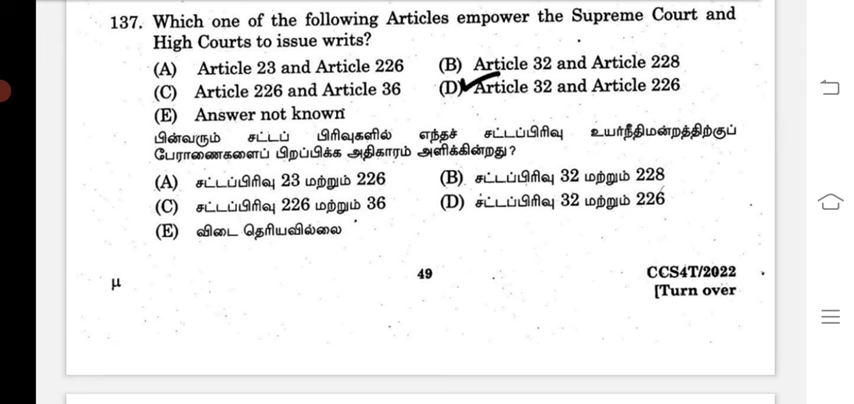 137. Which one of the following Articles empower the Supreme Court and
High Courts to issue writs?
(A) Article 23 and Article 226 (B) Article 32 and Article 228
(C) Article 226 and Article 36 (D) Article 32 and Article 226
(E) Answer not known
பின்வரும் சட்டப் பிரிவுகளில் எந்தச் சட்டப்பிரிவு உயர்நீதிமன்றத்திற்குப்
பேராணைகளைப் பிறப்பிக்க அதிகாரம் அளிக்கின்றது?
(A) சட்டப்பிரிவு 23 மற்றும் 226 (B) சட்டப்பிரிவு 32 மற்றும் 228
(C) சட்டப்பிரிவு 226 மற்றும் 36 (D) சட்டப்பிரிவு 32 மற்றும் 226
(E) விடை தெரியவில்லை
49 CCS4T/2022
µ [Turn over